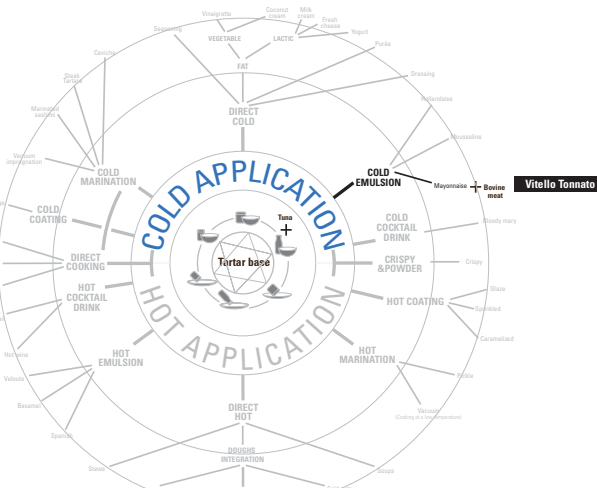 Coconut
cream
Milk
cream
Fresh
cheese
Vinaigrette
Yogurt
Seasoning
VEGETABLE
LACTIC
Purée
Ceviche
FAT
Dressing
Steak
Tartare
Hollandaise
Marinated
sashimi
DIRECT
COLD
Mousseline
Vacuum
impregnation
COLD
MARINATION
COLD APPLICATION
COLD
EMULSION
Mayonnaise
+ Bovine
meat
Vitello Tonnato
COLD
COATING
Tuna
+
COLD
COCKTAIL
DRINK
Bloody mary
DIRECT
COOKING
Tartar base
CRISPY
&POWDER
Crispy
HOT
COCKTAIL
DRINK
HOT COATING
Glaze
Sprinkled
Caramelized
HOT APPLICATION
HOT
EMULSION
HOT
MARINATION
Velouté
Pickle
Besamel
Vacuum
(Cooking at a low temperature)
DIRECT
HOT
Spanish
DOUGHS
INTEGRATION
Stews
Soups